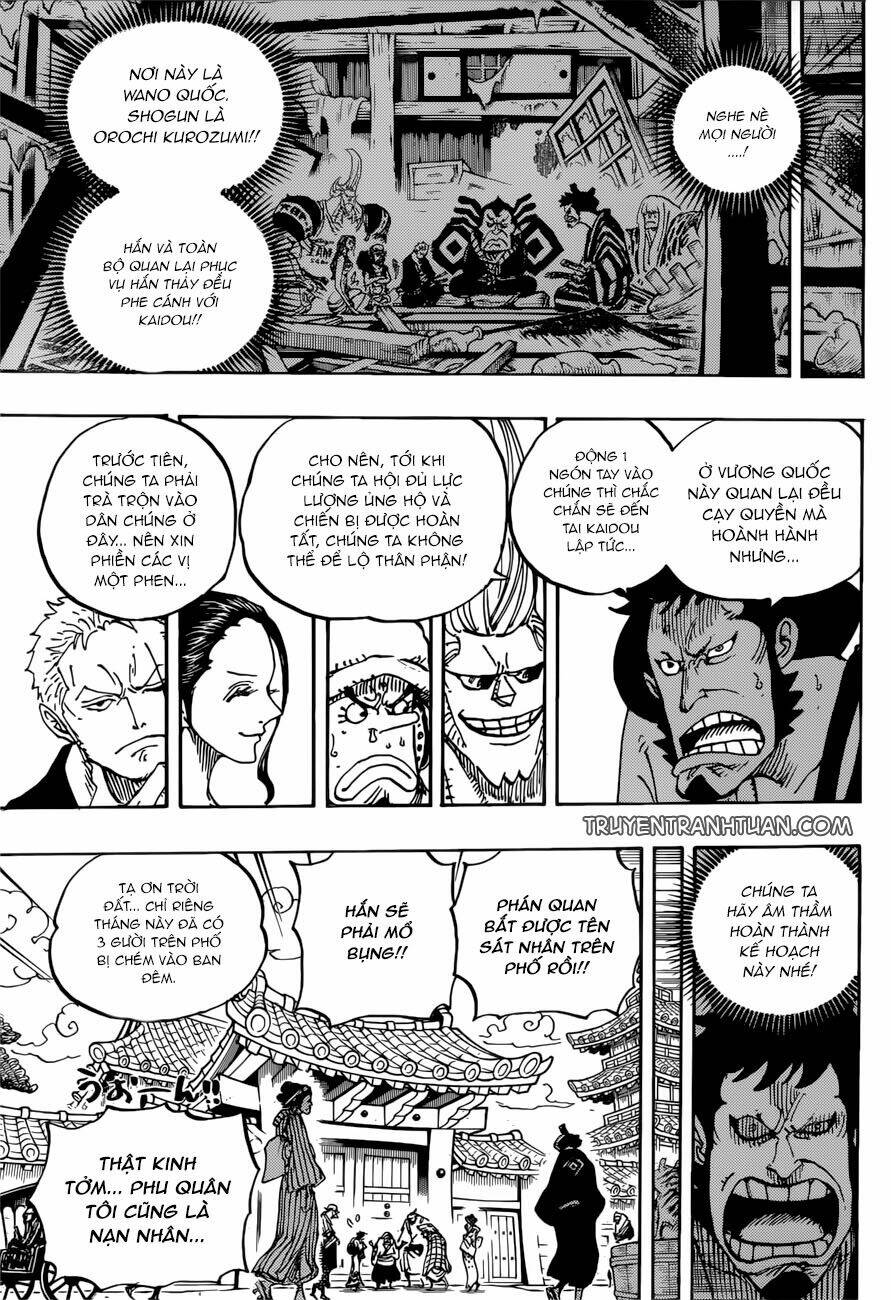 NGHE NÈ
MỌI NGƯỜI
....!
NƠI NÀY LÀ
WANO QUỐC.
SHOGUN LÀ
OROCHI KUROZUMI!!
HẮN VÀ TOÀN
BỘ QUAN LẠI PHỤC
VỤ HẮN THẢY ĐỀU
PHE CÁNH VỚI
KAIDOU!!
Ở VƯƠNG QUỐC
NÀY QUAN LẠI ĐỀU
CẠY QUYỀN MÀ
HOÀNH HÀNH
NHƯNG...
ĐỘNG 1
NGÓN TAY VÀO
CHÚNG THÌ CHẮC
CHẮN SẼ ĐẾN
TAI KAIDOU
LẬP TỨC...
CHO NÊN, TỚI KHI
CHÚNG TA HỘI ĐỦ LỰC
LƯỢNG ỦNG HỘ VÀ
CHIẾN BỊ ĐƯỢC HOÀN
TẤT, CHÚNG TA KHÔNG
THỂ ĐỂ LỘ THÂN PHẬN!
TRƯỚC TIÊN,
CHÚNG TA PHẢI
TRÀ TRỘN VÀO
DÂN CHÚNG Ở
ĐÂY... NÊN XIN
PHIỀN CÁC VỊ
MỘT PHEN...
TRUYENTRANHTUAN.COM
CHÚNG TA
HÃY ÂM THẦM
HOÀN THÀNH
KẾ HOẠCH
NÀY NHÉ!
PHÁN QUAN
BẮT ĐƯỢC TÊN
SÁT NHÂN TRÊN
PHỐ RỒI!!
HẮN SẼ
PHẢI MỔ
BỤNG!!
TẠ ƠN TRỜI
ĐẤT... CHỈ RIÊNG
THÁNG NÀY ĐÃ CÓ
3 GƯỜI TRÊN PHỐ
BỊ CHÉM VÀO BAN
ĐÊM.
うおーーん!!
THẬT KINH
TỞM... PHU QUÂN
TÔI CŨNG LÀ
NẠN NHÂN...